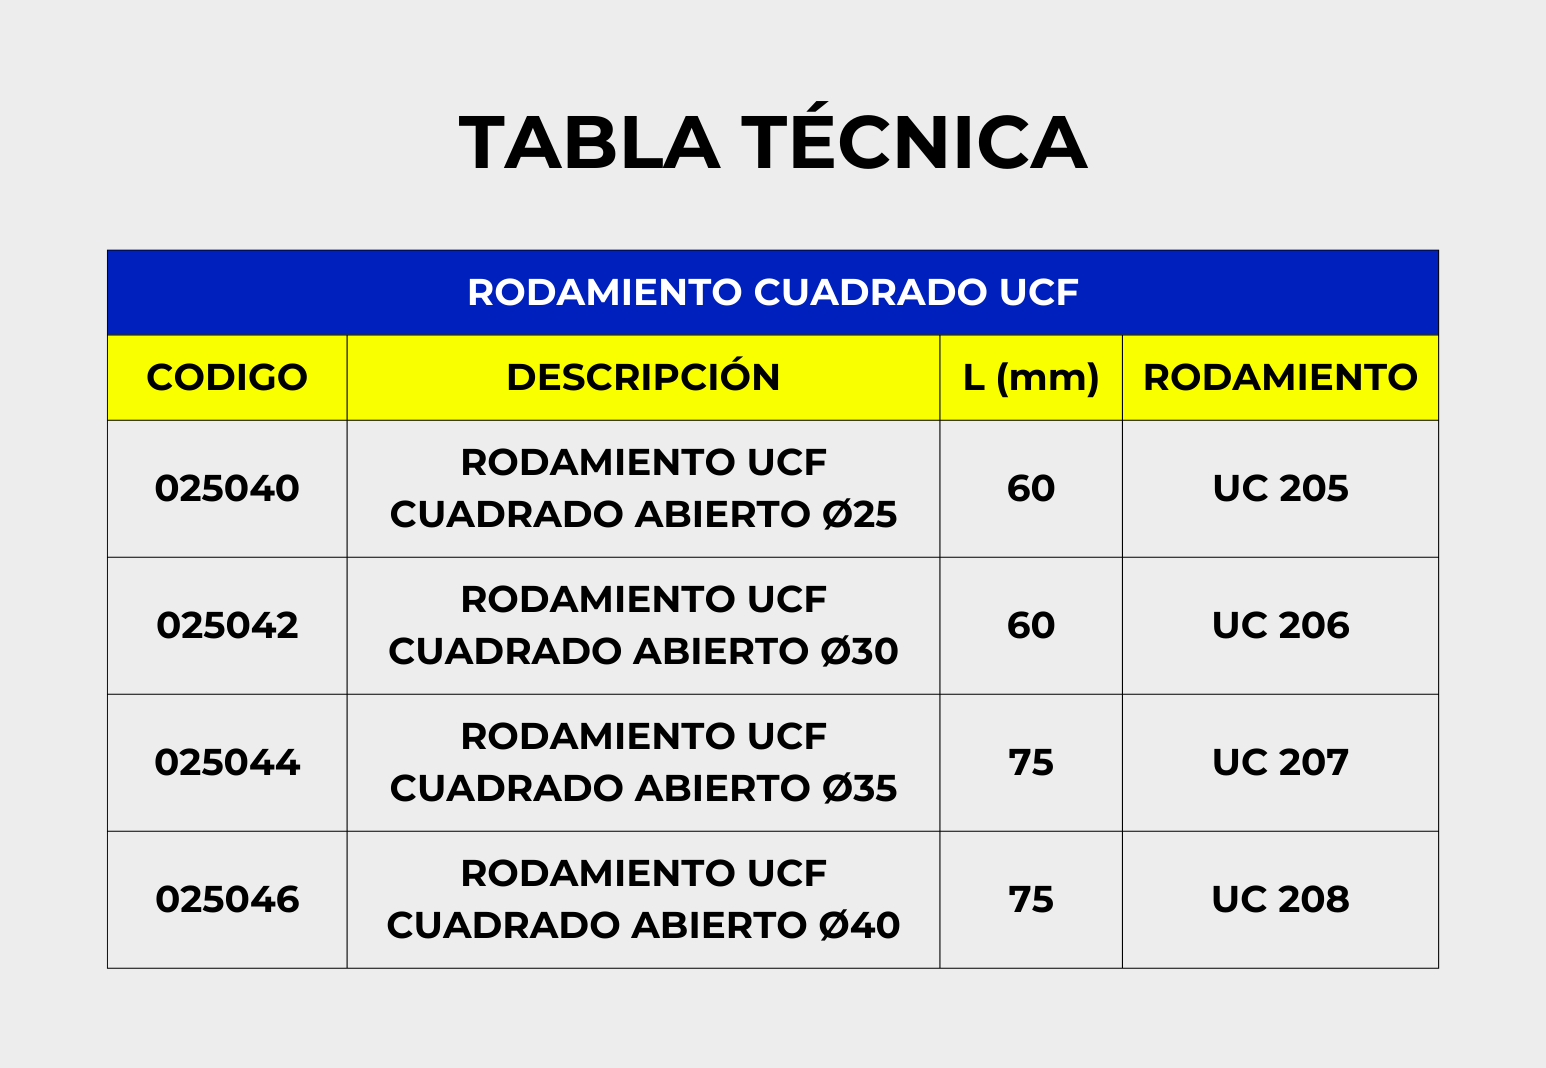 TABLA TÉCNICA
RODAMIENTO CUADRADO UCF
CODIGO DESCRIPCIÓN L (mm) RODAMIENTO
025040 RODAMIENTO UCF
CUADRADO ABIERTO Ø25 60 UC 205
025042 RODAMIENTO UCF
CUADRADO ABIERTO Ø30 60 UC 206
025044 RODAMIENTO UCF
CUADRADO ABIERTO Ø35 75 UC 207
025046 RODAMIENTO UCF
CUADRADO ABIERTO Ø40 75 UC 208